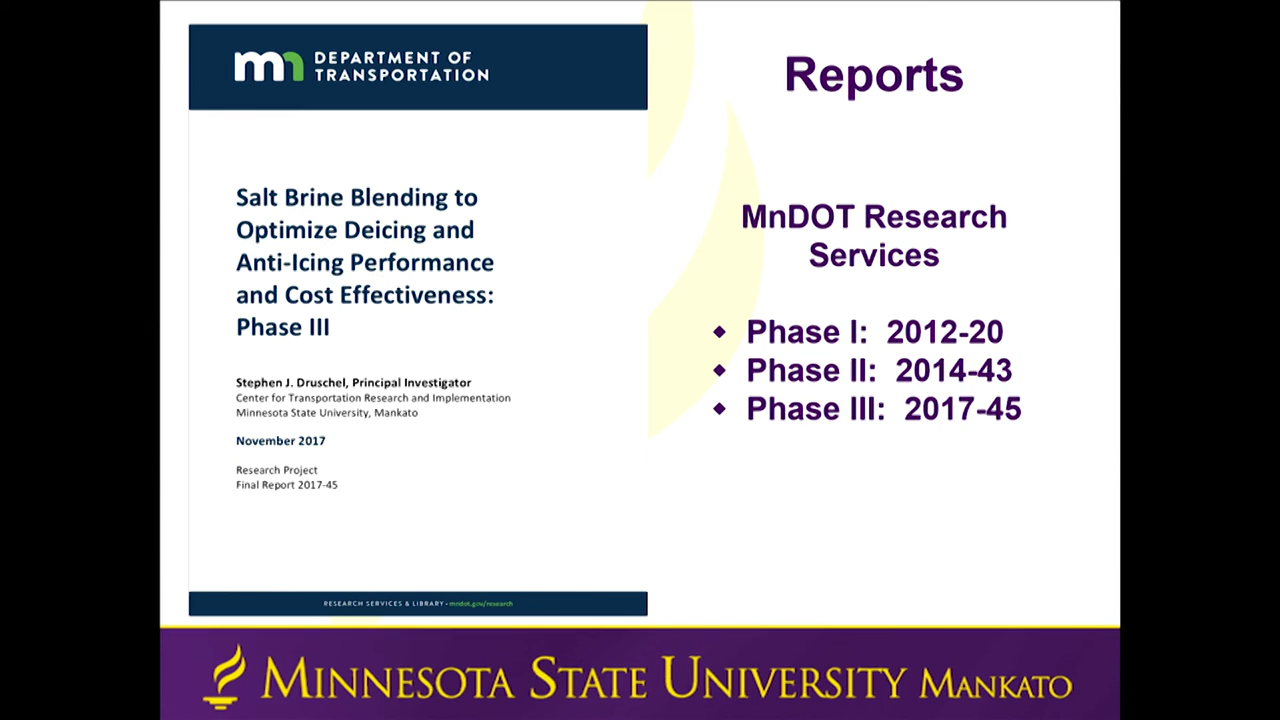 mn DEPARTMENT OF
TRANSPORTATION
Salt Brine Blending to
Optimize Deicing and
Anti-Icing Performance
and Cost Effectiveness:
Phase III
Stephen J. Druschel, Principal Investigator
Center for Transportation Research and Implementation
Minnesota State University, Mankato
November 2017
Research Project
Final Report 2017-45
RESEARCH SERVICES & LIBRARY - mndot.gov/research
Reports
MnDOT Research
Services
◆ Phase I: 2012-20
◆ Phase II: 2014-43
◆ Phase III: 2017-45
MINNESOTA STATE UNIVERSITY MANKATO